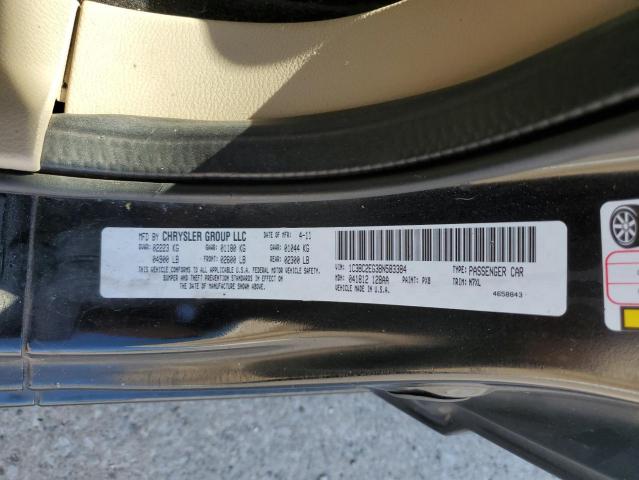 MFD BY CHRYSLER GROUP LLC DATE OF MFR: 4-11
GVWR: 02223 KG GAWR: 01180 KG GAWR: 01044 KG
04900 LB FRONT: 02600 LB REAR: 02300 LB
THIS VEHICLE CONFORMS TO ALL APPLICABLE U.S.A. FEDERAL MOTOR VEHICLE SAFETY,
BUMPER AND THEFT PREVENTION STANDARDS IN EFFECT ON
THE DATE OF MANUFACTURE SHOWN ABOVE.
VIN: 1C3BC2EG3BN583384 TYPE: PASSENGER CAR
MDH: 041812 128AA PAINT: PX8 TRIM: M7XL
VEHICLE MADE IN U.S.A. 4658843